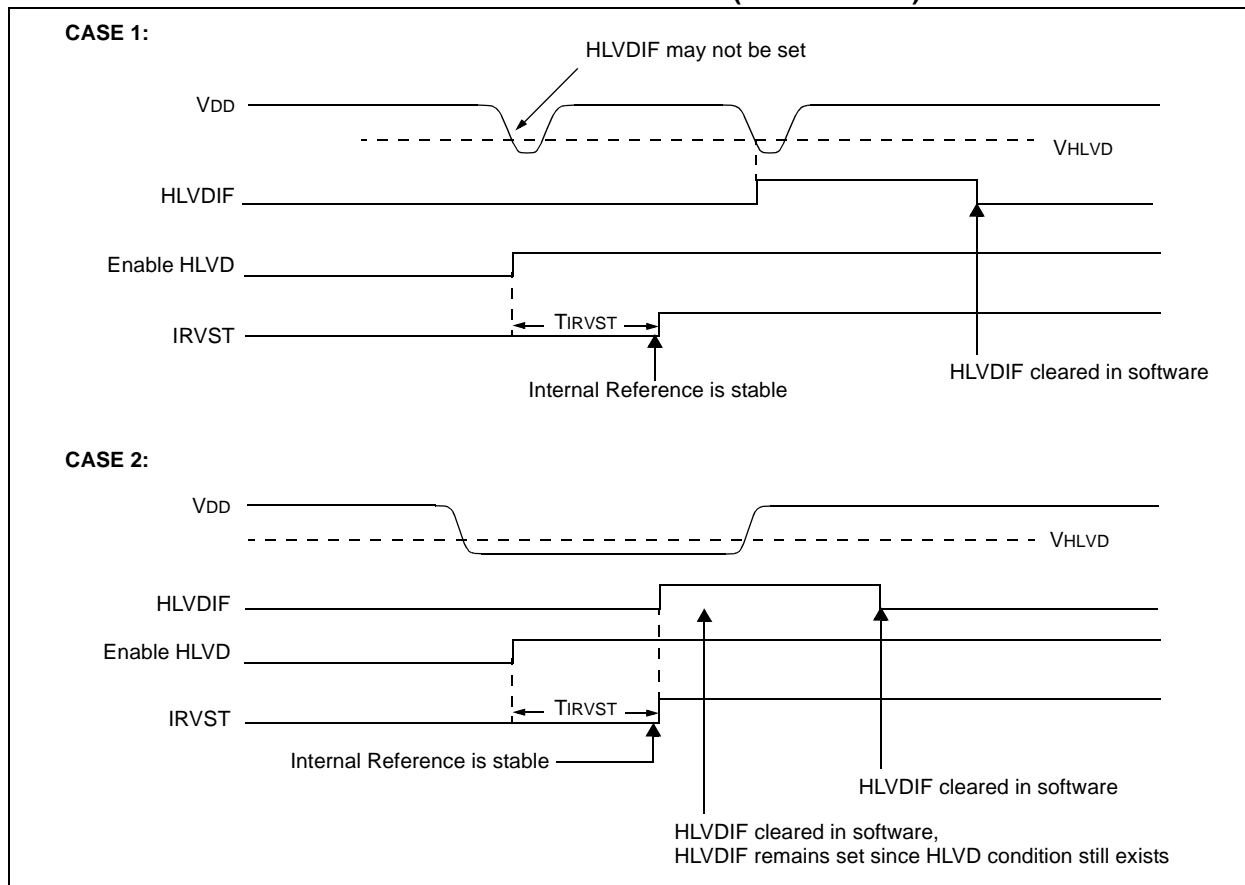 CASE 1:
HLVDIF may not be set
VDD
VHLVD
HLVDIF
Enable HLVD
TIRVST
IRVST
HLVDIF cleared in software
Internal Reference is stable
CASE 2:
VDD
VHLVD
HLVDIF
Enable HLVD
TIRVST
IRVST
Internal Reference is stable
HLVDIF cleared in software
HLVDIF cleared in software,
HLVDIF remains set since HLVD condition still exists